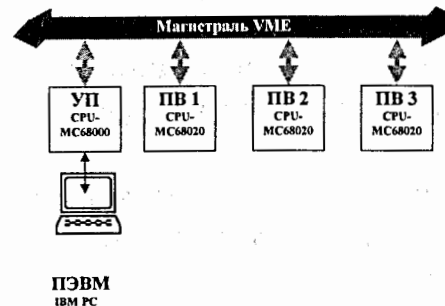 Магистраль VME
УП
CPU-
MC68000
ПВ 1
CPU-
MC68020
ПВ 2
CPU-
MC68020
ПВ 3
CPU-
MC68020
ПЭВМ
IBM PC